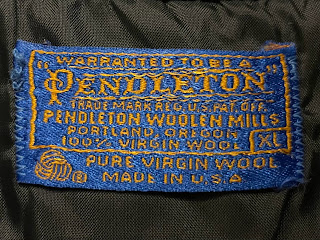 "WARRANTED TO BE A
PENDLETON"
TRADE MARK REG. U.S. PAT. OFF.
PENDLETON WOOLEN MILLS
PORTLAND, OREGON
100% VIRGIN WOOL XL
® PURE VIRGIN WOOL
MADE IN U.S.A.